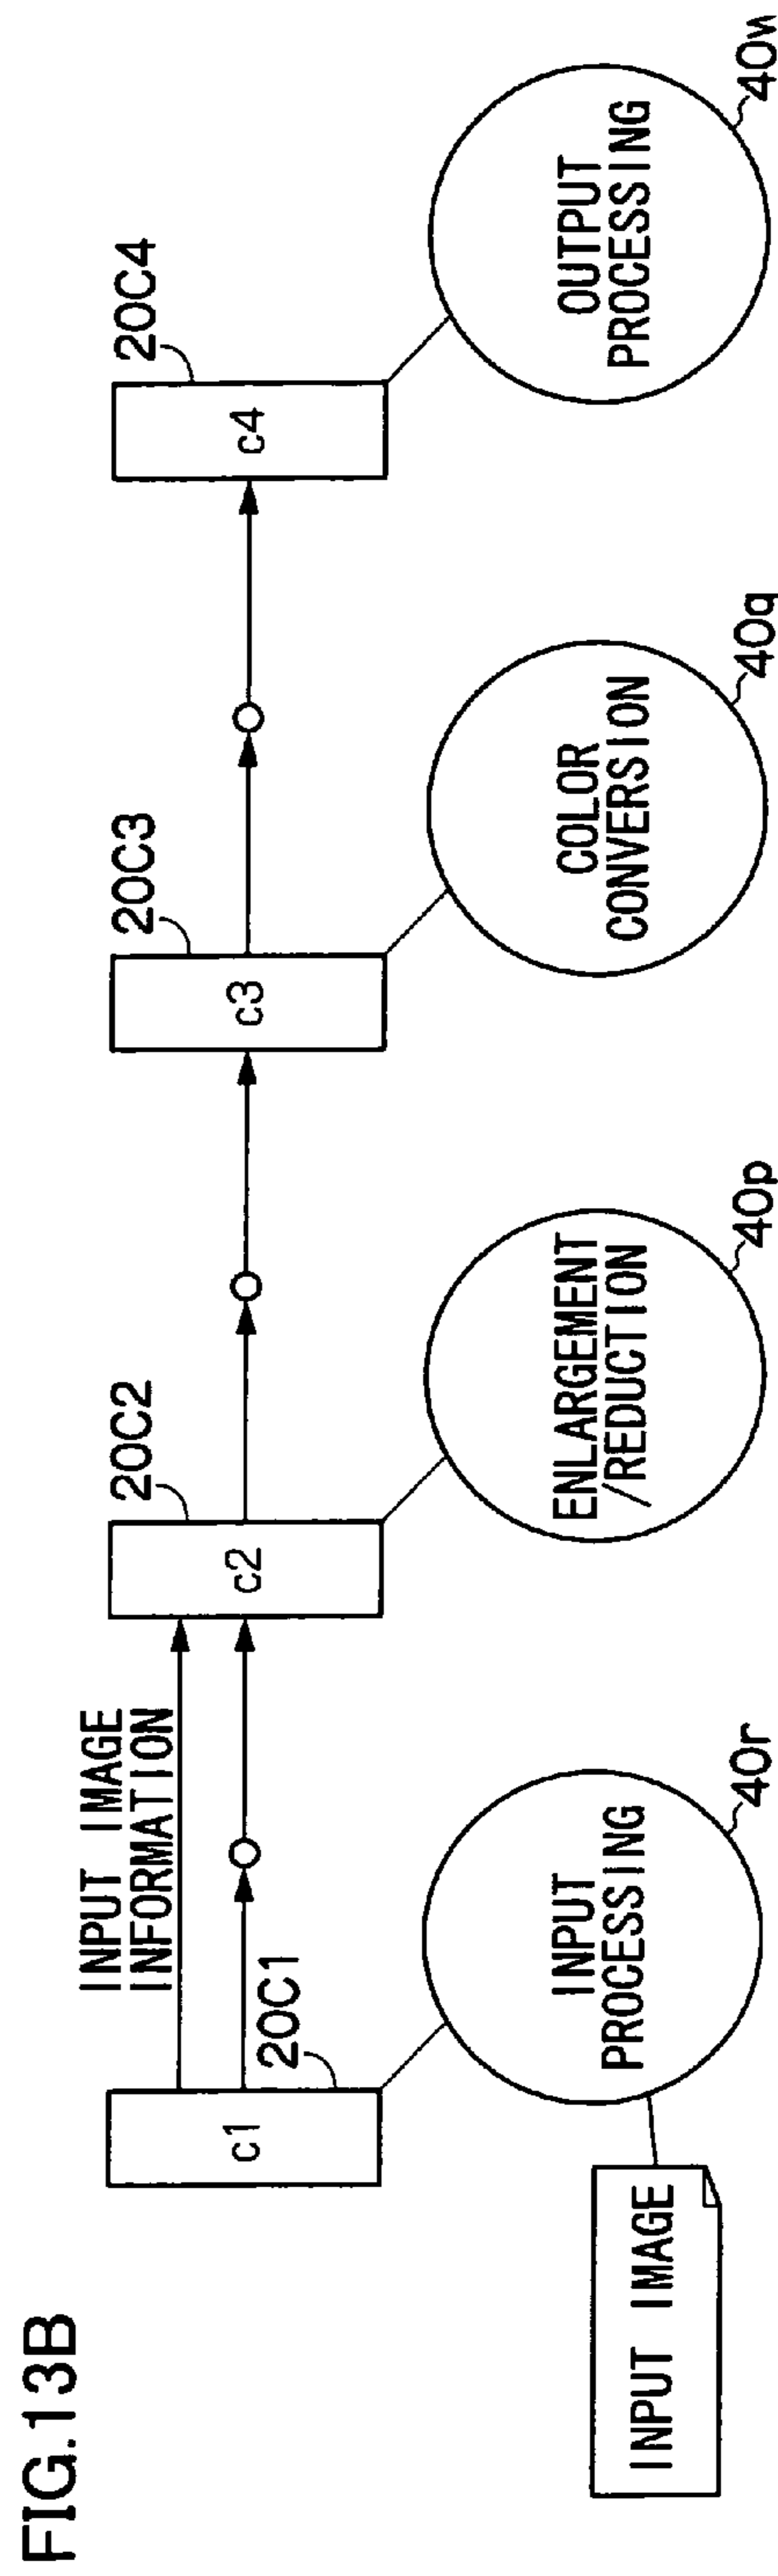 FIG.13B
INPUT IMAGE
INFORMATION
c1
20C1
c2
20C2
c3
20C3
c4
20C4
INPUT IMAGE
INPUT
PROCESSING
40r
ENLARGEMENT
/REDUCTION
40p
COLOR
CONVERSION
40q
OUTPUT
PROCESSING
40w